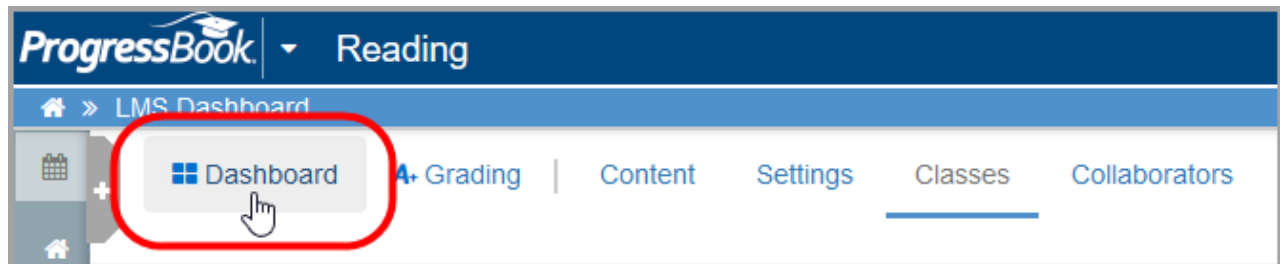 ProgressBook. Reading
» LMS Dashboard
Dashboard A+ Grading | Content Settings Classes Collaborators